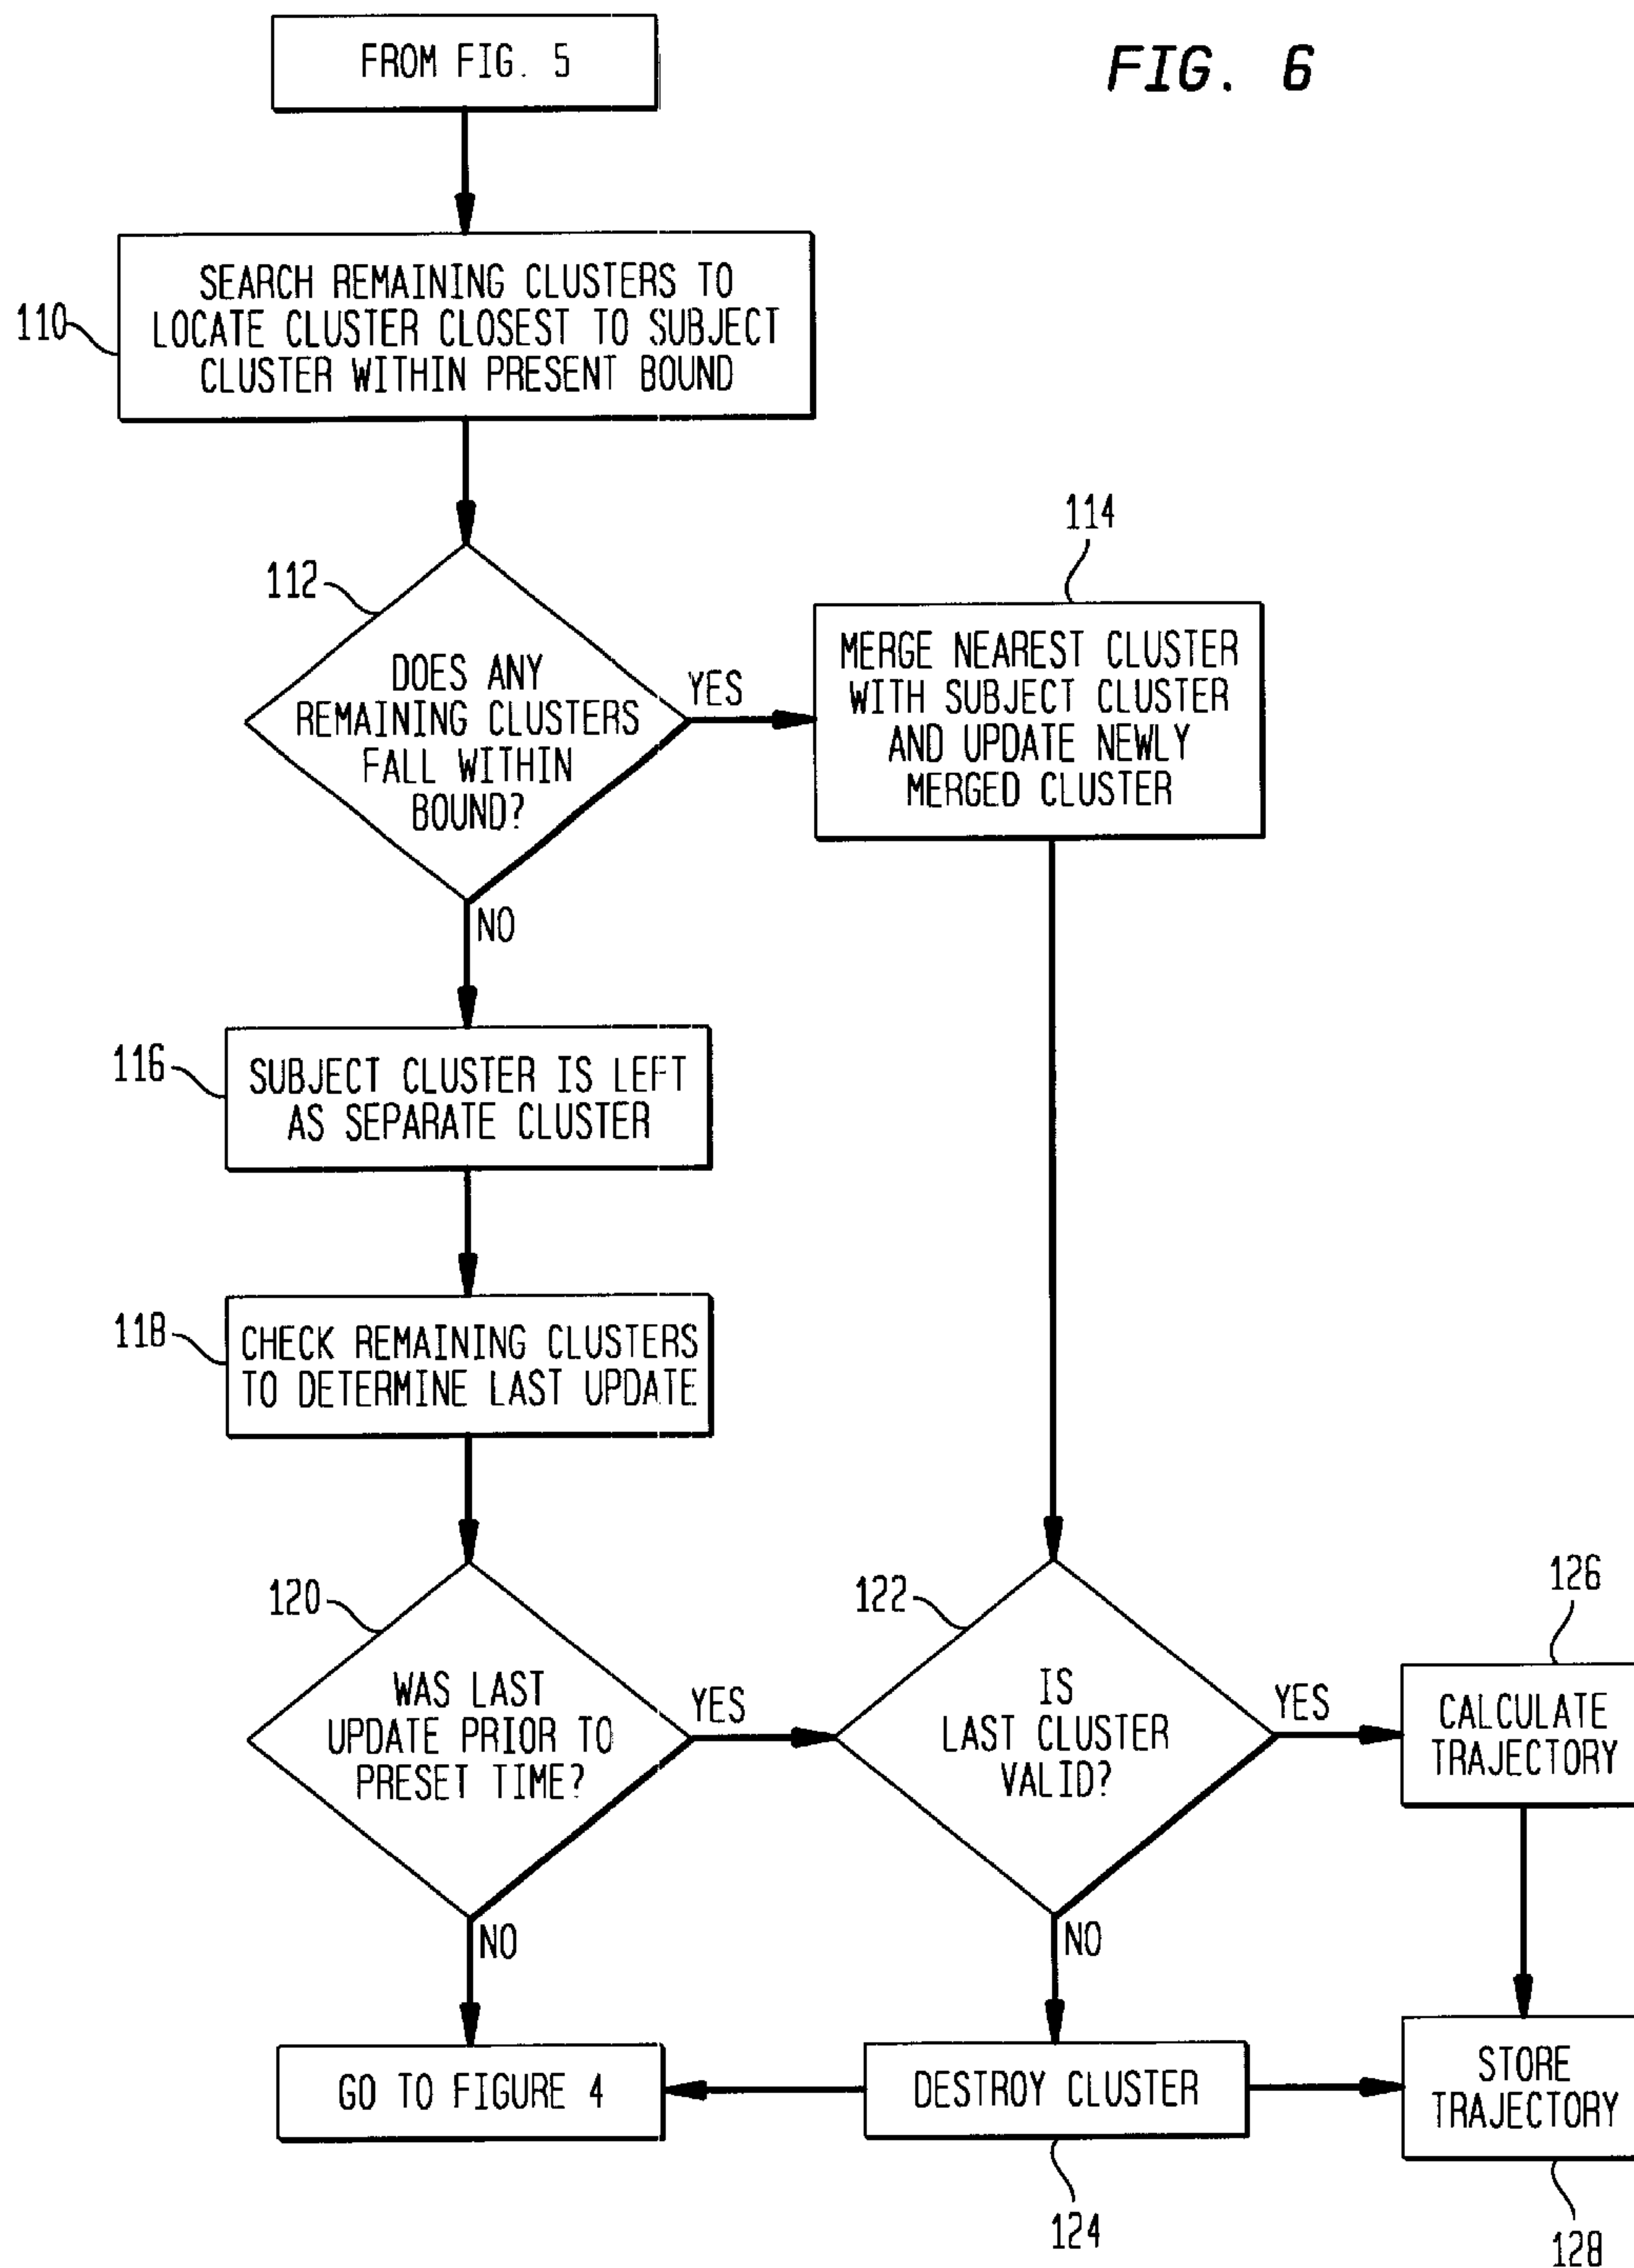 FROM FIG. 5
FIG. 6
110
SEARCH REMAINING CLUSTERS TO
LOCATE CLUSTER CLOSEST TO SUBJECT
CLUSTER WITHIN PRESENT BOUND
112
DOES ANY
REMAINING CLUSTERS
FALL WITHIN
BOUND?
YES
NO
114
MERGE NEAREST CLUSTER
WITH SUBJECT CLUSTER
AND UPDATE NEWLY
MERGED CLUSTER
116
SUBJECT CLUSTER IS LEFT
AS SEPARATE CLUSTER
118
CHECK REMAINING CLUSTERS
TO DETERMINE LAST UPDATE
120
WAS LAST
UPDATE PRIOR TO
PRESET TIME?
YES
NO
122
IS
LAST CLUSTER
VALID?
YES
NO
126
CALCULATE
TRAJECTORY
GO TO FIGURE 4
DESTROY CLUSTER
124
STORE
TRAJECTORY
128